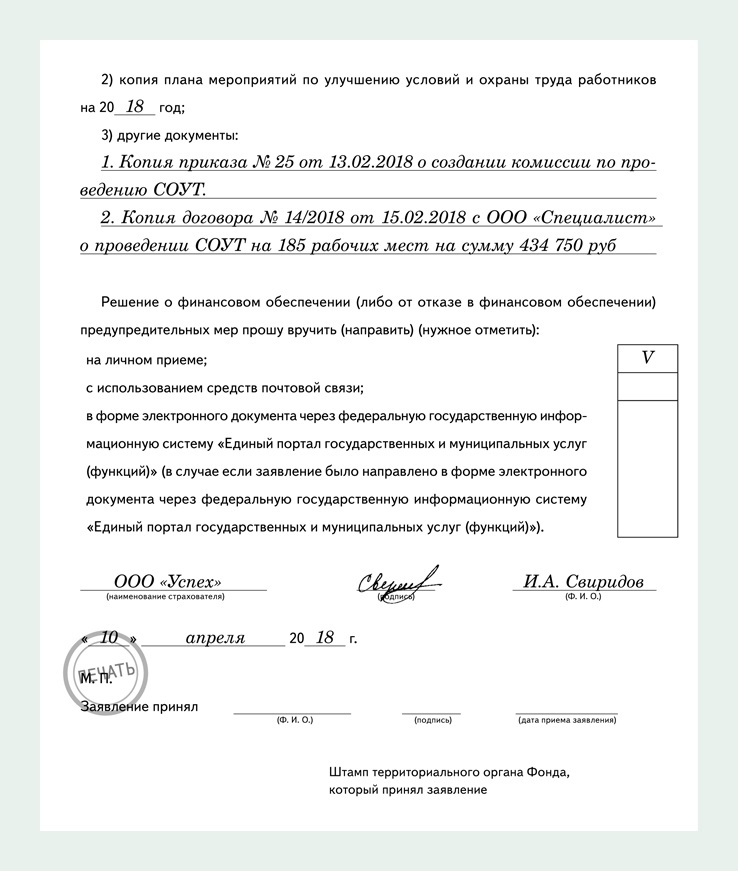 2) копия плана мероприятий по улучшению условий и охраны труда работников
на 20 18 год;
3) другие документы:
1. Копия приказа № 25 от 13.02.2018 о создании комиссии по про-
ведению СОУТ.
2. Копия договора № 14/2018 от 15.02.2018 с ООО «Специалист»
о проведении СОУТ на 185 рабочих мест на сумму 434 750 руб
Решение о финансовом обеспечении (либо от отказе в финансовом обеспечении)
предупредительных мер прошу вручить (направить) (нужное отметить):
на личном приеме; V
с использованием средств почтовой связи;
в форме электронного документа через федеральную государственную инфор-
мационную систему «Единый портал государственных и муниципальных услуг
(функций)» (в случае если заявление было направлено в форме электронного
документа через федеральную государственную информационную систему
«Единый портал государственных и муниципальных услуг (функций)»).
ООО «Успех» И.А. Свиридов
(наименование страхователя) (подпись) (Ф. И. О.)
« 10 » апреля 20 18 г.
ПЕЧАТЬ
М. П.
Заявление принял
(Ф. И. О.) (подпись) (дата приема заявления)
Штамп территориального органа Фонда,
который принял заявление